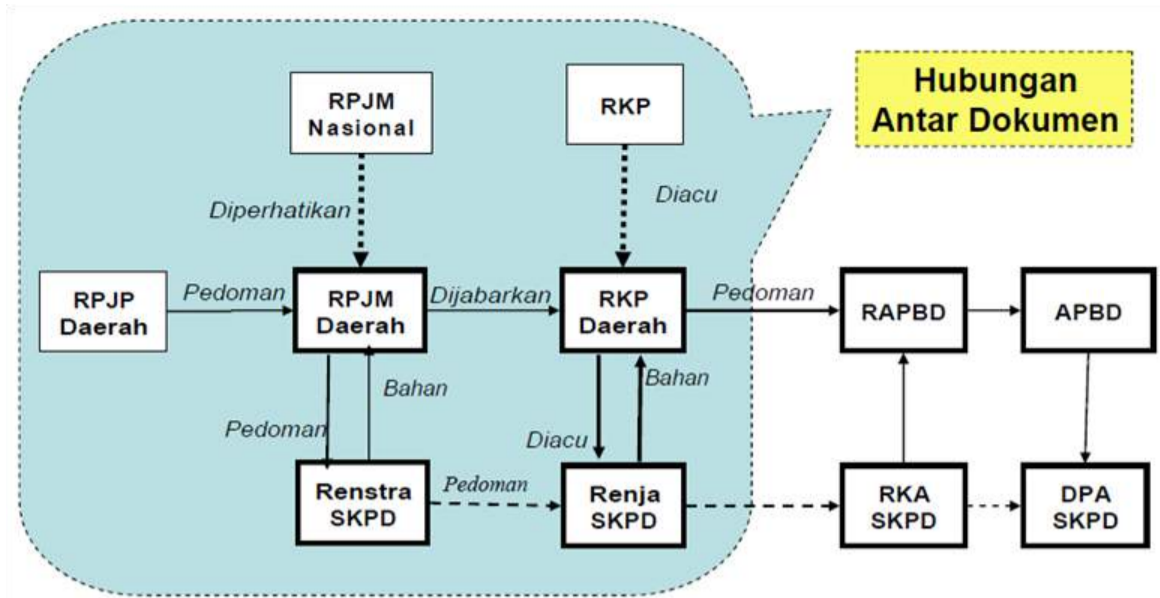 Hubungan
Antar Dokumen
RPJM
Nasional
RKP
Diperhatikan
Diacu
RPJP
Daerah
Pedoman
RPJM
Daerah
Dijabarkan
RKP
Daerah
Pedoman
RAPBD
APBD
Pedoman
Bahan
Diacu
Bahan
Renstra
SKPD
Pedoman
Renja
SKPD
RKA
SKPD
DPA
SKPD